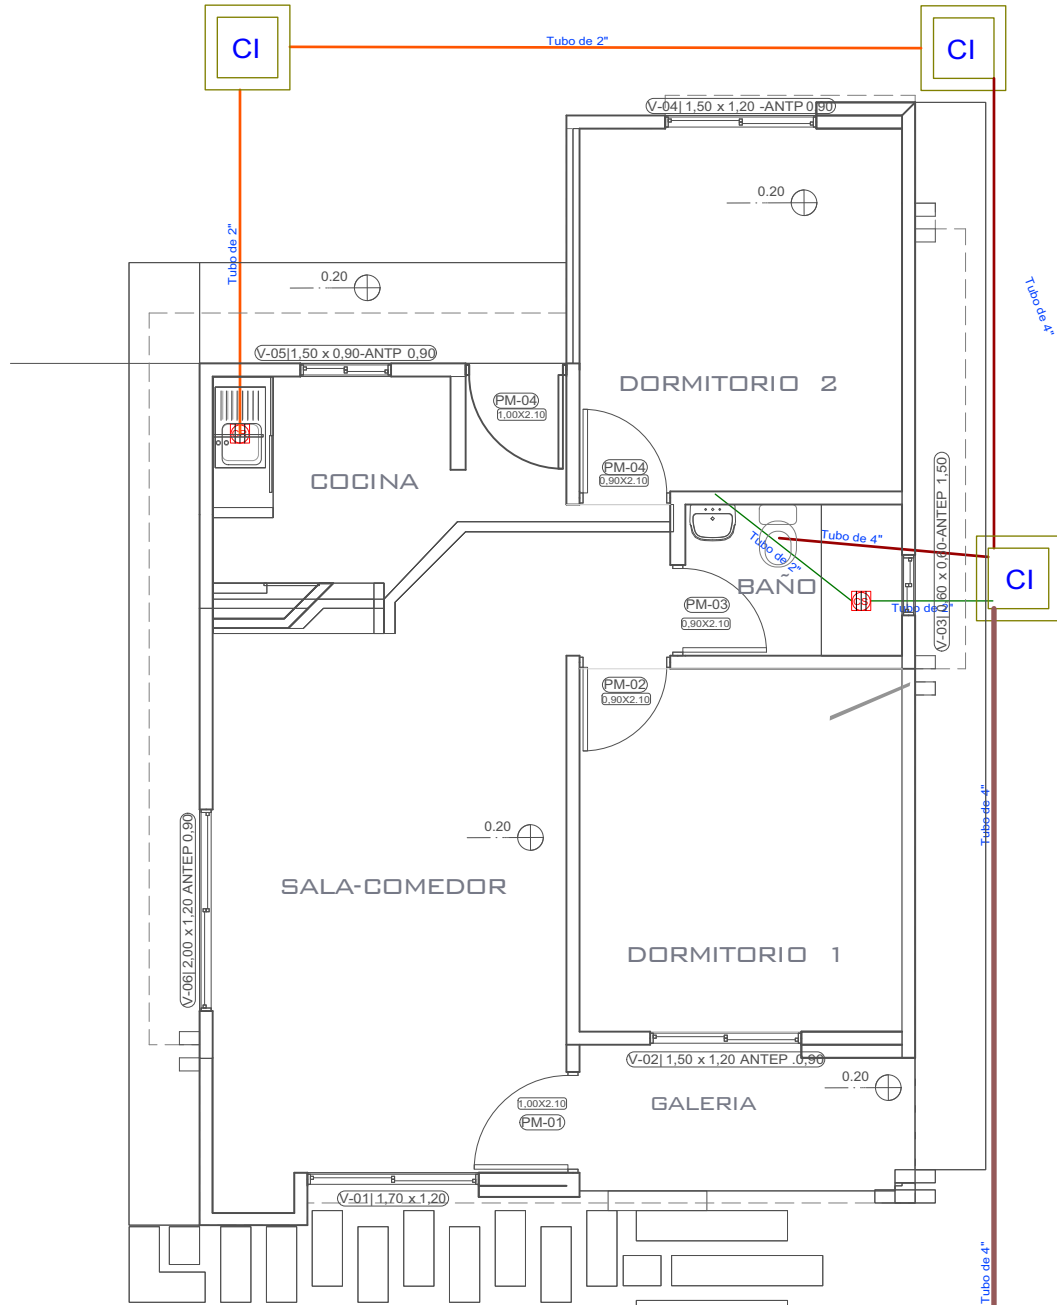 CI
Tubo de 2"
CI
V-04| 1,50 x 1,20 -ANTP 0,90
0.20
Tubo de 2"
0.20
Tubo de 4"
V-05|1,50 x 0,90-ANTP 0,90
DORMITORIO 2
PM-04
1,00X2.10
COCINA
PM-04
0,90X2.10
V-03| 0,60 x 0,60-ANTEP 1,50
Tubo de 4"
Tubo de 2"
BAÑO
CI
CS
Tubo de 2"
PM-03
0,90X2.10
PM-02
0,90X2.10
Tubo de 4"
0.20
V-06| 2,00 x 1,20 ANTEP 0,90
SALA-COMEDOR
DORMITORIO 1
V-02| 1,50 x 1,20 ANTEP .0,90
0.20
1,00X2.10
PM-01
GALERIA
V-01| 1,70 x 1,20
Tubo de 4"